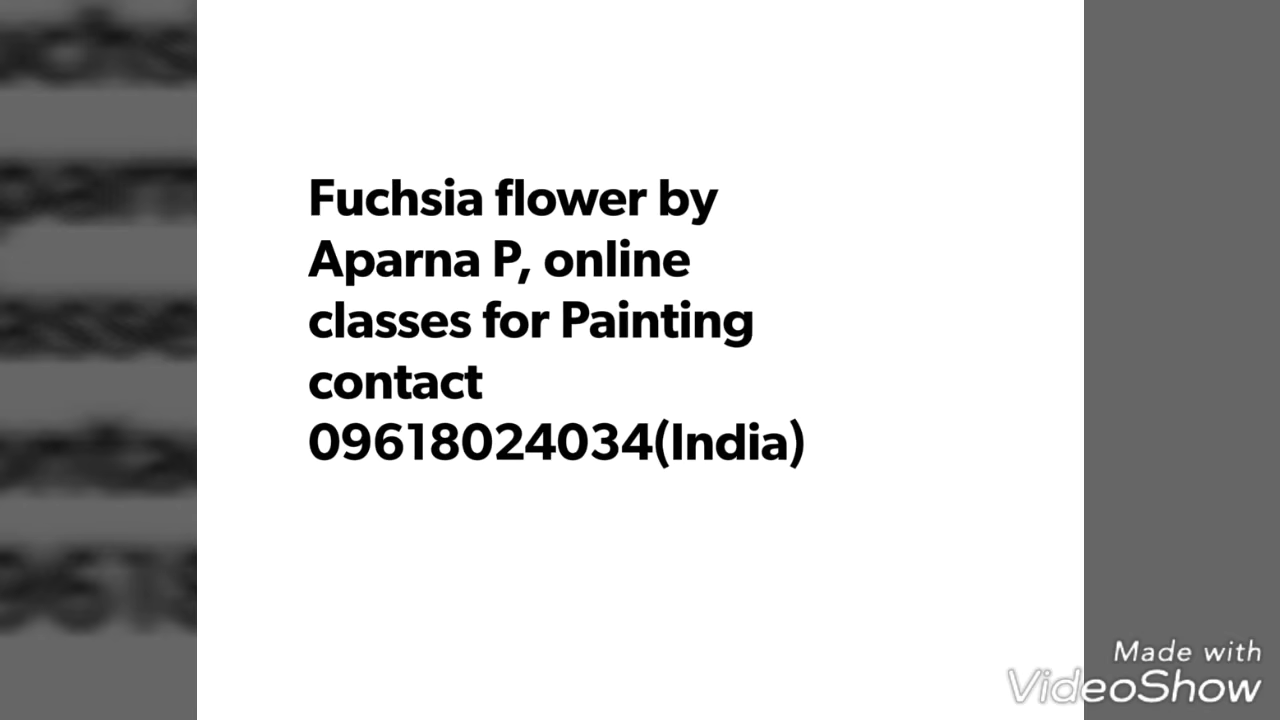 Fuchsia flower by
Aparna P, online
classes for Painting
contact
09618024034(India)
Made with
VideoShow